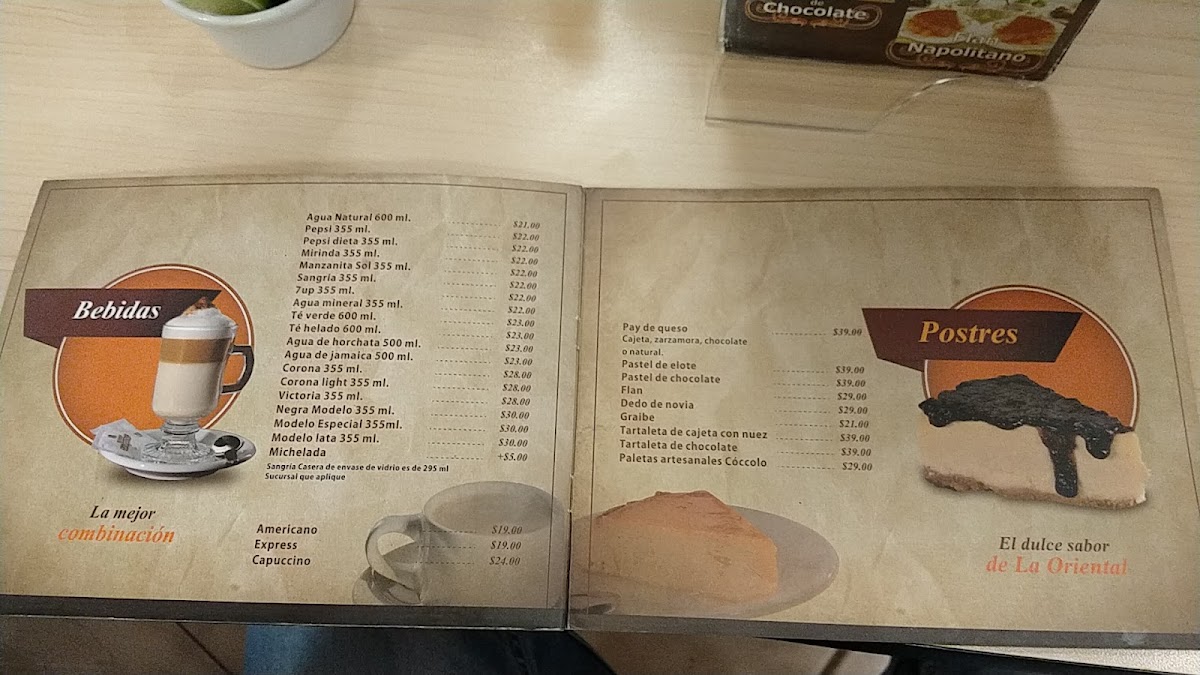 de
Chocolate
Flan
Napolitano
Bebidas
Agua Natural 600 ml. $21.00
Pepsi 355 ml. $22.00
Pepsi dieta 355 ml. $22.00
Mirinda 355 ml. $22.00
Manzanita Sol 355 ml. $22.00
Sangría 355 ml. $22.00
7up 355 ml. $22.00
Agua mineral 355 ml. $22.00
Té verde 600 ml. $23.00
Té helado 600 ml. $23.00
Agua de horchata 500 ml. $23.00
Agua de jamaica 500 ml. $23.00
Corona 355 ml. $28.00
Corona light 355 ml. $28.00
Victoria 355 ml. $28.00
Negra Modelo 355 ml. $30.00
Modelo Especial 355ml. $30.00
Modelo lata 355 ml. $30.00
Michelada +$5.00
Sangría Casera de envase de vidrio es de 295 ml
Sucursal que aplique
La mejor
combinación
Americano $19.00
Express $19.00
Capuccino $24.00
Pay de queso $39.00
Cajeta, zarzamora, chocolate
o natural.
Pastel de elote $39.00
Pastel de chocolate $39.00
Flan $29.00
Dedo de novia $29.00
Graibe $21.00
Tartaleta de cajeta con nuez $39.00
Tartaleta de chocolate $39.00
Paletas artesanales Cóccolo $29.00
Postres
El dulce sabor
de La Oriental